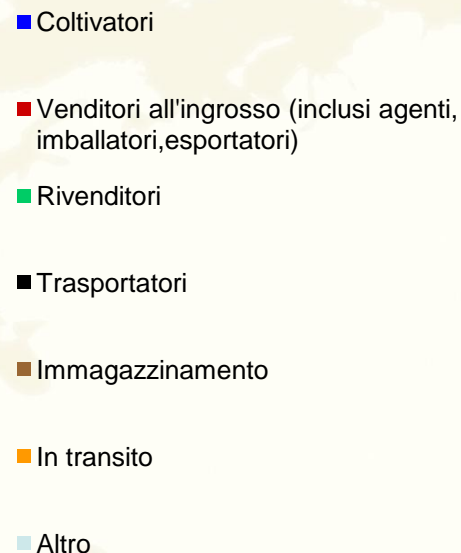 Coltivatori
Venditori all'ingrosso (inclusi agenti,
imballatori,esportatori)
Rivenditori
Trasportatori
Immagazzinamento
In transito
Altro